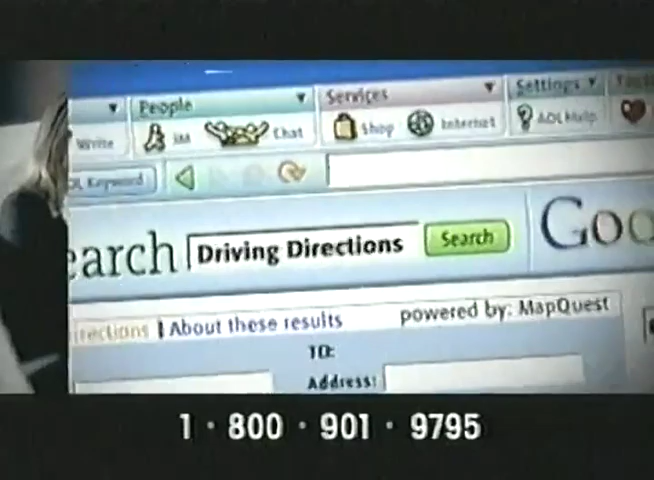 People
Services
Settings
Write
IM
Chat
Shop
Internet
AOL Help
OL Keyword
earch
Driving Directions
Search
Goo
irections | About these results
powered by: MapQuest
TO:
Address:
1 · 800 · 901 · 9795